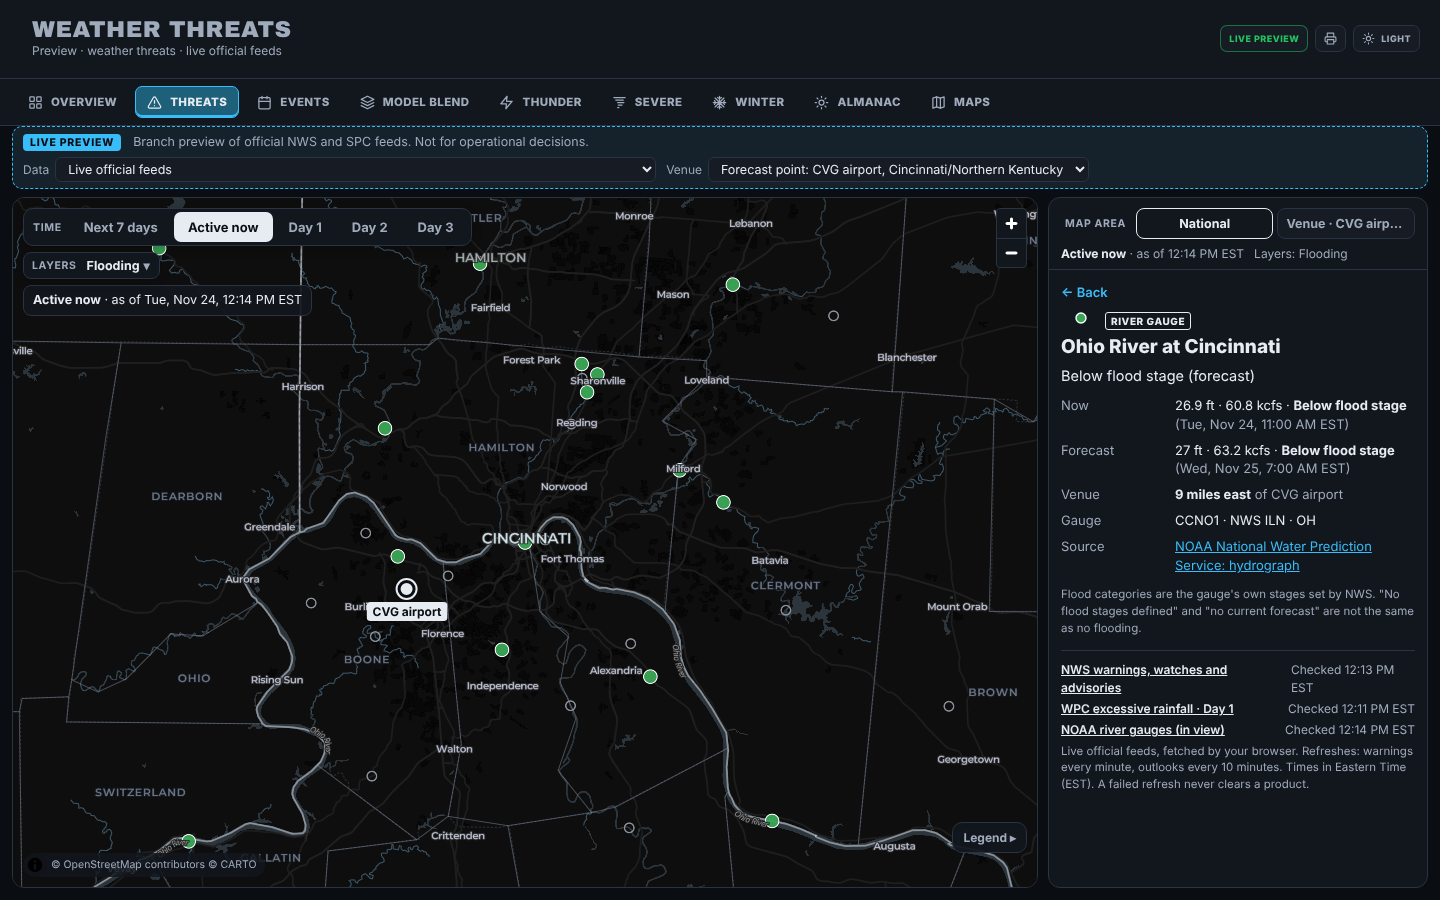 WEATHER THREATS
Preview · weather threats · live official feeds
LIVE PREVIEW
LIGHT
OVERVIEW
THREATS
EVENTS
MODEL BLEND
THUNDER
SEVERE
WINTER
ALMANAC
MAPS
LIVE PREVIEW Branch preview of official NWS and SPC feeds. Not for operational decisions.
Data Live official feeds Venue Forecast point: CVG airport, Cincinnati/Northern Kentucky
TIME Next 7 days Active now Day 1 Day 2 Day 3
LAYERS Flooding ▾
Active now · as of Tue, Nov 24, 12:14 PM EST
+
−
TLER
Monroe
Lebanon
HAMILTON
Mason
Fairfield
ville
Forest Park
Blanchester
Sharonville
Loveland
Harrison
Reading
HAMILTON
Milford
Norwood
DEARBORN
Greendale
CINCINNATI
Fort Thomas
Batavia
Aurora
CLERMONT
Burli
CVG airport
Mount Orab
Florence
BOONE
Ohio River
Alexandria
OHIO
Rising Sun
Independence
BROWN
Ohio River
Walton
Georgetown
SWITZERLAND
Ohio River
Crittenden
Augusta
Legend ▸
LLATIN
© OpenStreetMap contributors © CARTO
MAP AREA National Venue · CVG airp...
Active now · as of 12:14 PM EST Layers: Flooding
← Back
RIVER GAUGE
Ohio River at Cincinnati
Below flood stage (forecast)
Now 26.9 ft · 60.8 kcfs · Below flood stage
(Tue, Nov 24, 11:00 AM EST)
Forecast 27 ft · 63.2 kcfs · Below flood stage
(Wed, Nov 25, 7:00 AM EST)
Venue 9 miles east of CVG airport
Gauge CCNO1 · NWS ILN · OH
Source NOAA National Water Prediction
Service: hydrograph
Flood categories are the gauge's own stages set by NWS. "No
flood stages defined" and "no current forecast" are not the same
as no flooding.
NWS warnings, watches and
advisories
Checked 12:13 PM
EST
WPC excessive rainfall · Day 1 Checked 12:11 PM EST
NOAA river gauges (in view) Checked 12:14 PM EST
Live official feeds, fetched by your browser. Refreshes: warnings
every minute, outlooks every 10 minutes. Times in Eastern Time
(EST). A failed refresh never clears a product.